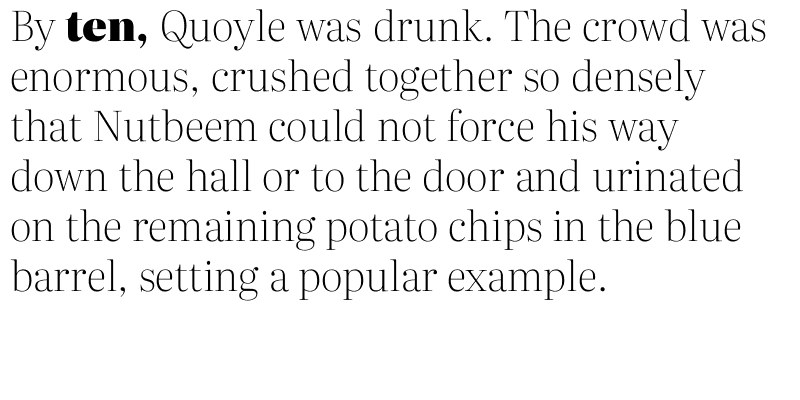 By ten, Quoyle was drunk. The crowd was
enormous, crushed together so densely
that Nutbeem could not force his way
down the hall or to the door and urinated
on the remaining potato chips in the blue
barrel, setting a popular example.